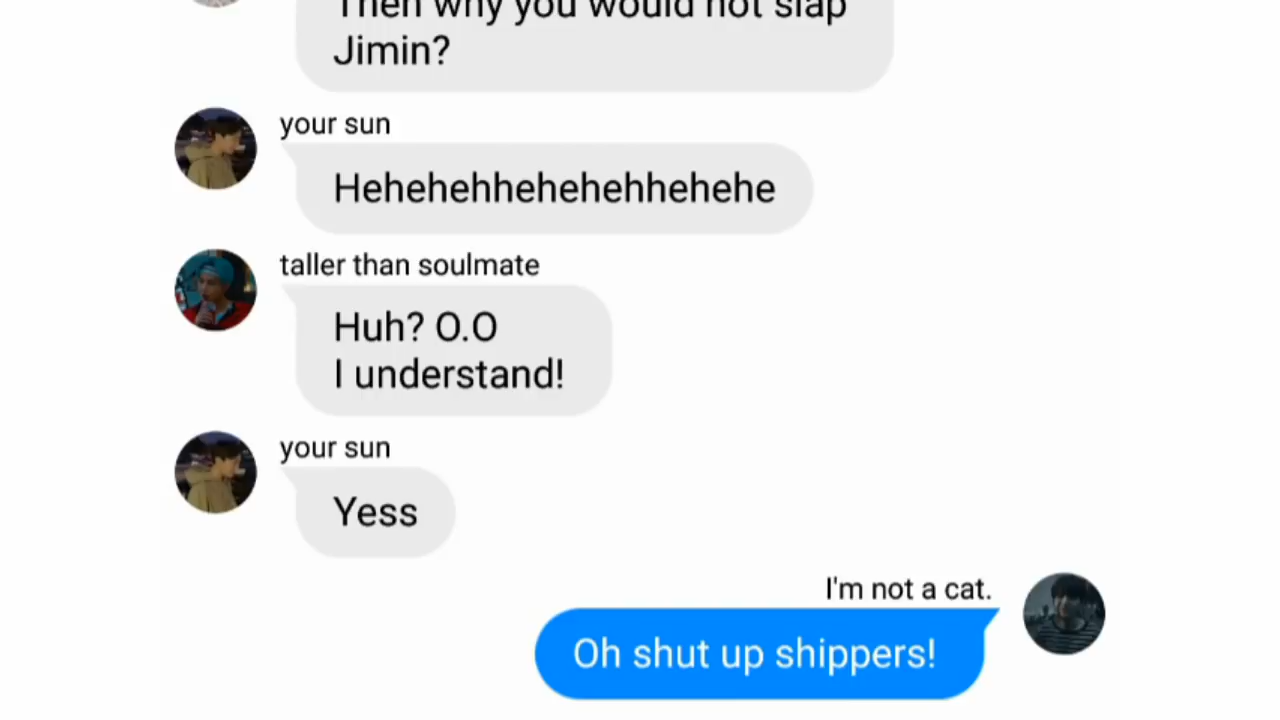 Then why you would not slap
Jimin?
your sun
Hehehehhehehehhehehe
taller than soulmate
Huh? O.O
I understand!
your sun
Yess
I'm not a cat.
Oh shut up shippers!